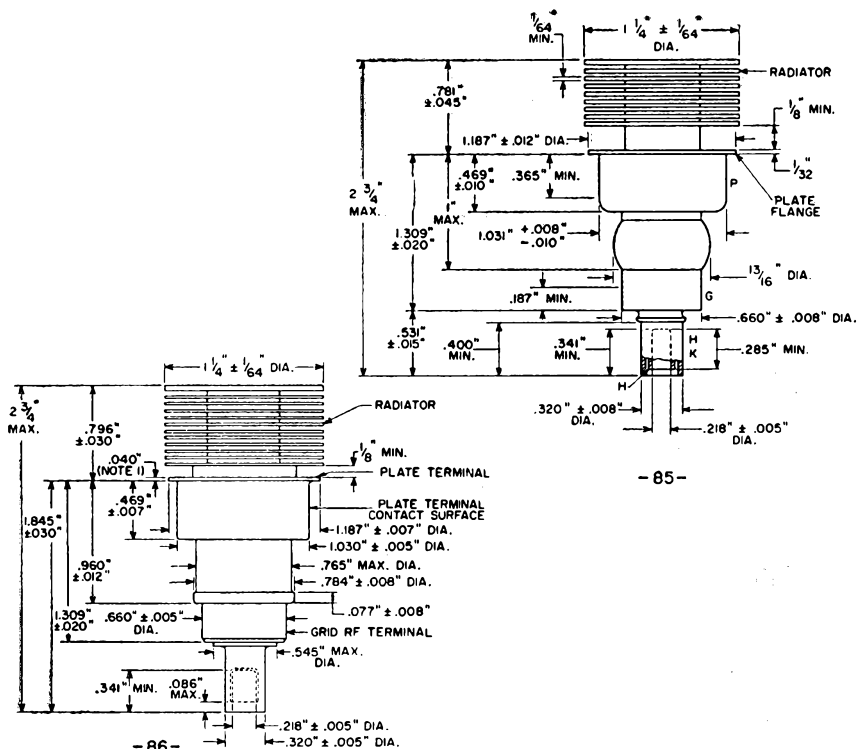 1/64" MIN.
1 1/4" ± 1/64" DIA.
RADIATOR
.781" ±.045"
1/8" MIN.
1.187" ±.012" DIA.
1/32"
2 3/4" MAX.
.469" ±.010"
.365" MIN.
P
PLATE FLANGE
1" MAX.
1.309" ±.020"
1.031" +.008" -.010"
13/16" DIA.
.187" MIN.
G
.660" ± .008" DIA.
.531" ±.015"
.400" MIN.
.341" MIN.
H
K
.285" MIN.
H
.320" ±.008" DIA.
.218" ± .005" DIA.
-85-
1 1/4" ± 1/64" DIA.
2 3/4" MAX.
.796" ±.030"
RADIATOR
1/8" MIN.
.040" (NOTE 1)
PLATE TERMINAL
.469" ±.007"
PLATE TERMINAL
CONTACT SURFACE
1.845" ±.030"
1.187" ± .007" DIA.
1.030" ± .005" DIA.
.960" ±.012"
.765" MAX. DIA.
.784" ±.008" DIA.
.077" ±.008"
1.309" ±.020"
.660" ±.005" DIA.
GRID RF TERMINAL
.545" MAX. DIA.
.341" MIN.
.086" MAX.
.218" ±.005" DIA.
.320" ±.005" DIA.
-86-